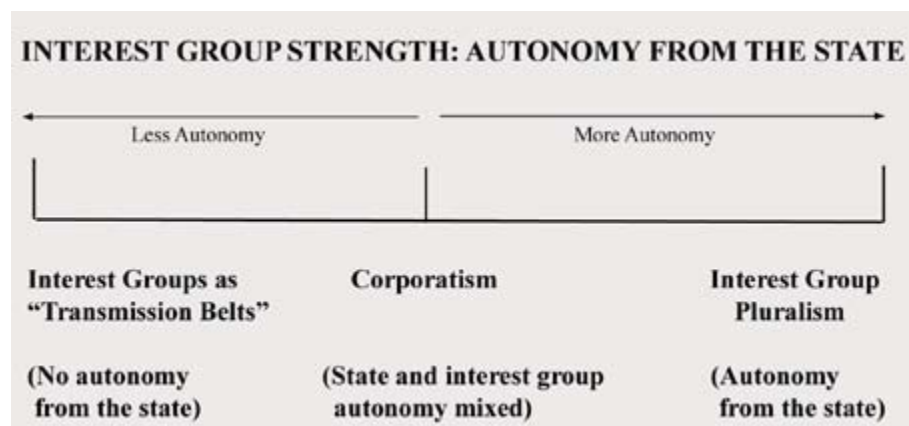 INTEREST GROUP STRENGTH: AUTONOMY FROM THE STATE
Less Autonomy
More Autonomy
Interest Groups as
“Transmission Belts”
Corporatism
Interest Group
Pluralism
(No autonomy
from the state)
(State and interest group
autonomy mixed)
(Autonomy
from the state)